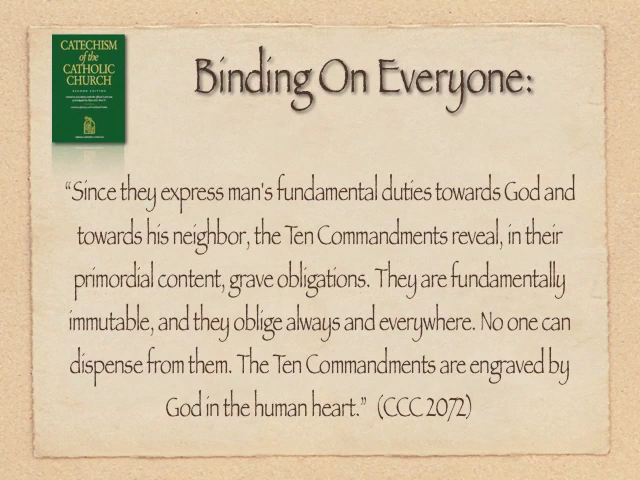 CATECHISM
of the
CATHOLIC
CHURCH
SECOND EDITION
Binding On Everyone:
“Since they express man's fundamental duties towards God and
towards his neighbor, the Ten Commandments reveal, in their
primordial content, grave obligations. They are fundamentally
immutable, and they oblige always and everywhere. No one can
dispense from them. The Ten Commandments are engraved by
God in the human heart.” (CCC 2072)